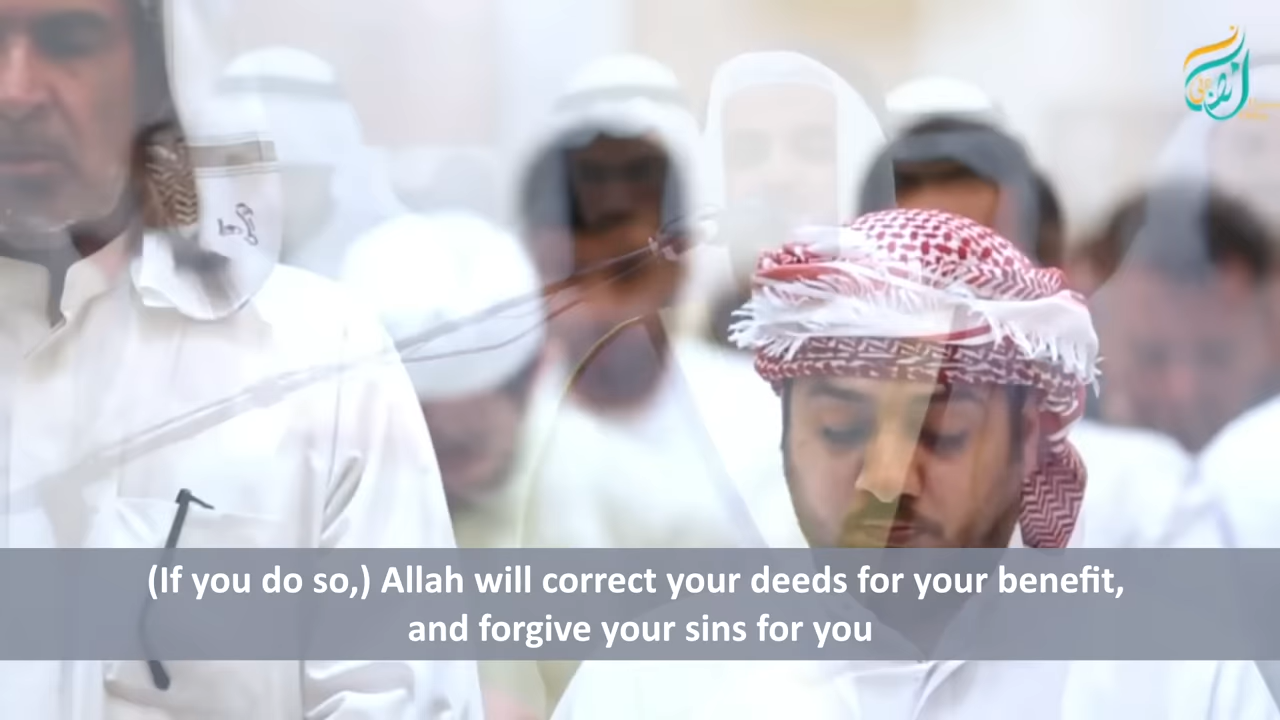 (If you do so,) Allah will correct your deeds for your benefit,
and forgive your sins for you